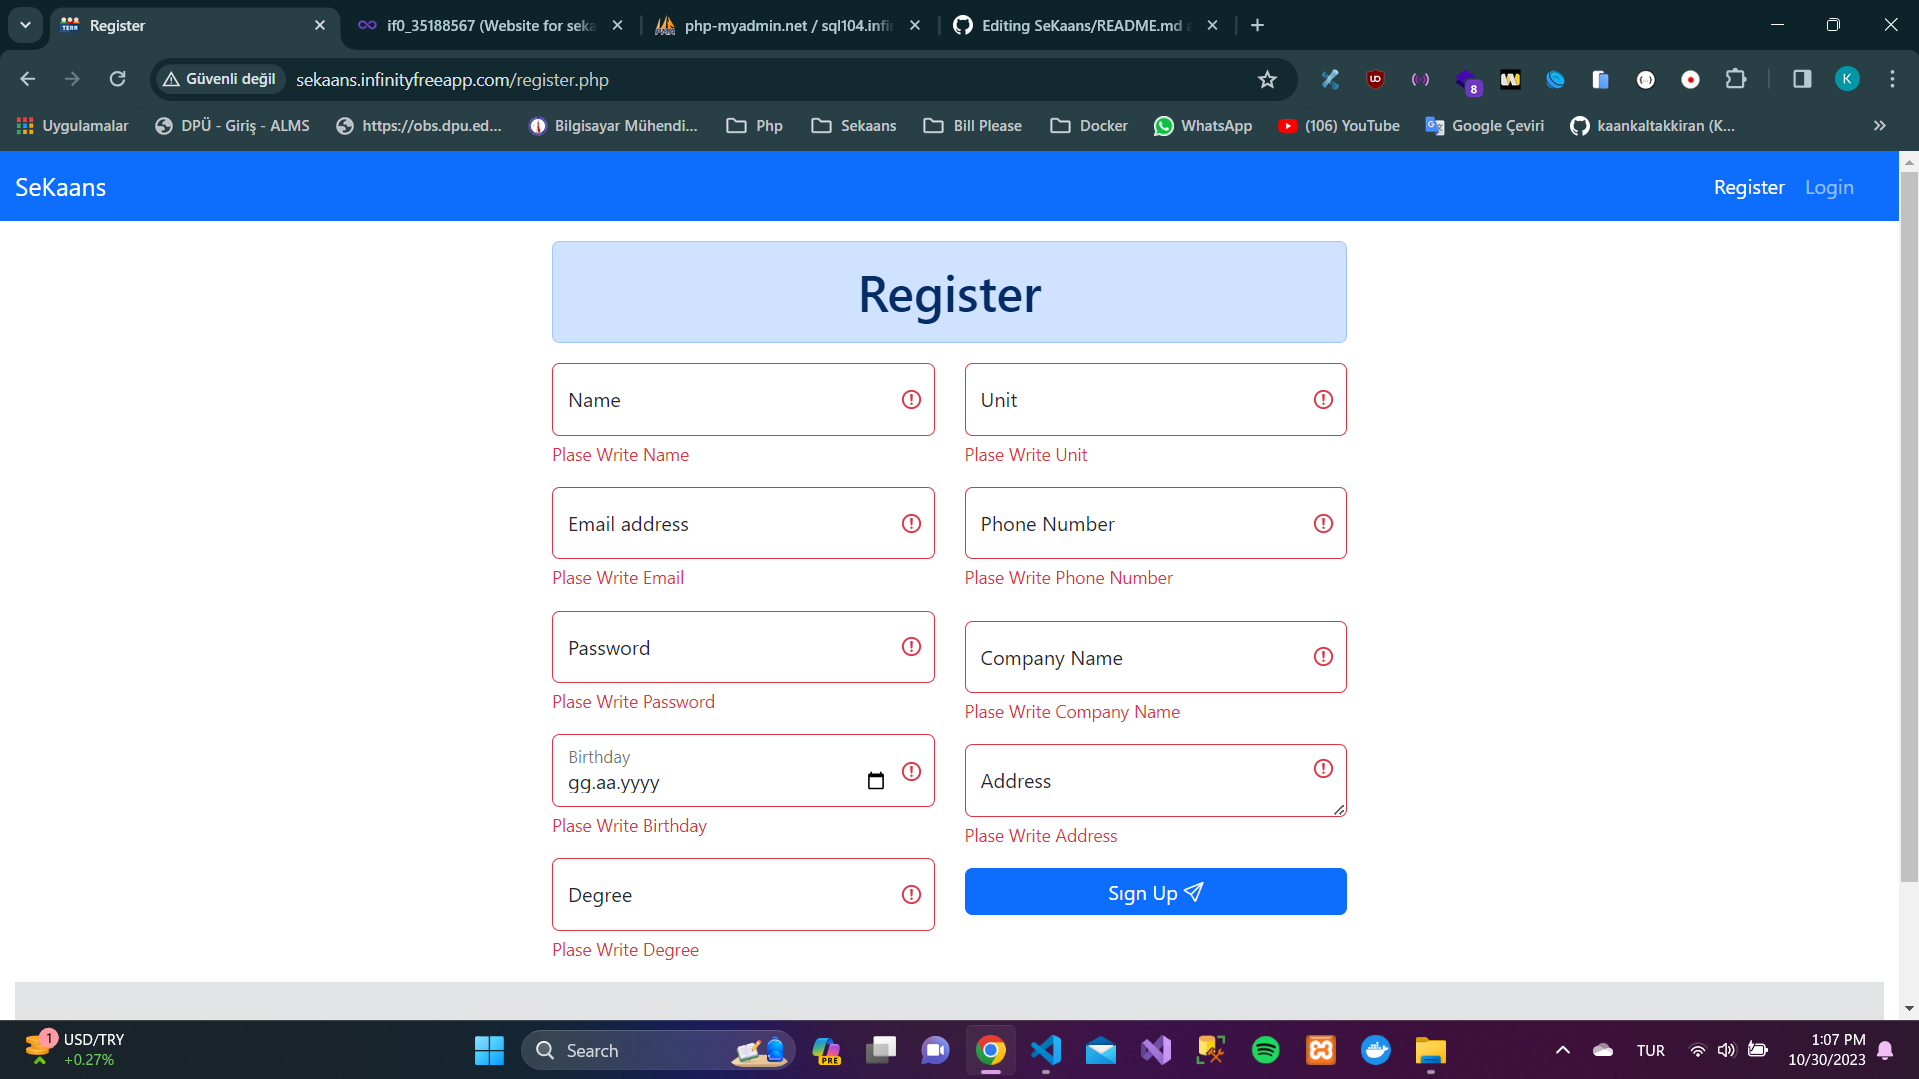 Register
if0_35188567 (Website for seka
php-myadmin.net / sql104.infi
Editing SeKaans/README.md a
Güvenli değil
sekaans.infinityfreeapp.com/register.php
8
K
Uygulamalar
DPÜ - Giriş - ALMS
https://obs.dpu.ed...
Bilgisayar Mühendi...
Php
Sekaans
Bill Please
Docker
WhatsApp
(106) YouTube
Google Çeviri
kaankaltakkiran (K...
SeKaans
Register
Login
Register
Name
Plase Write Name
Unit
Plase Write Unit
Email address
Plase Write Email
Phone Number
Plase Write Phone Number
Password
Plase Write Password
Company Name
Plase Write Company Name
Birthday
gg.aa.yyyy
Plase Write Birthday
Address
Plase Write Address
Degree
Plase Write Degree
Sıgn Up
1
USD/TRY
+0.27%
Search
PRE
TUR
1:07 PM
10/30/2023